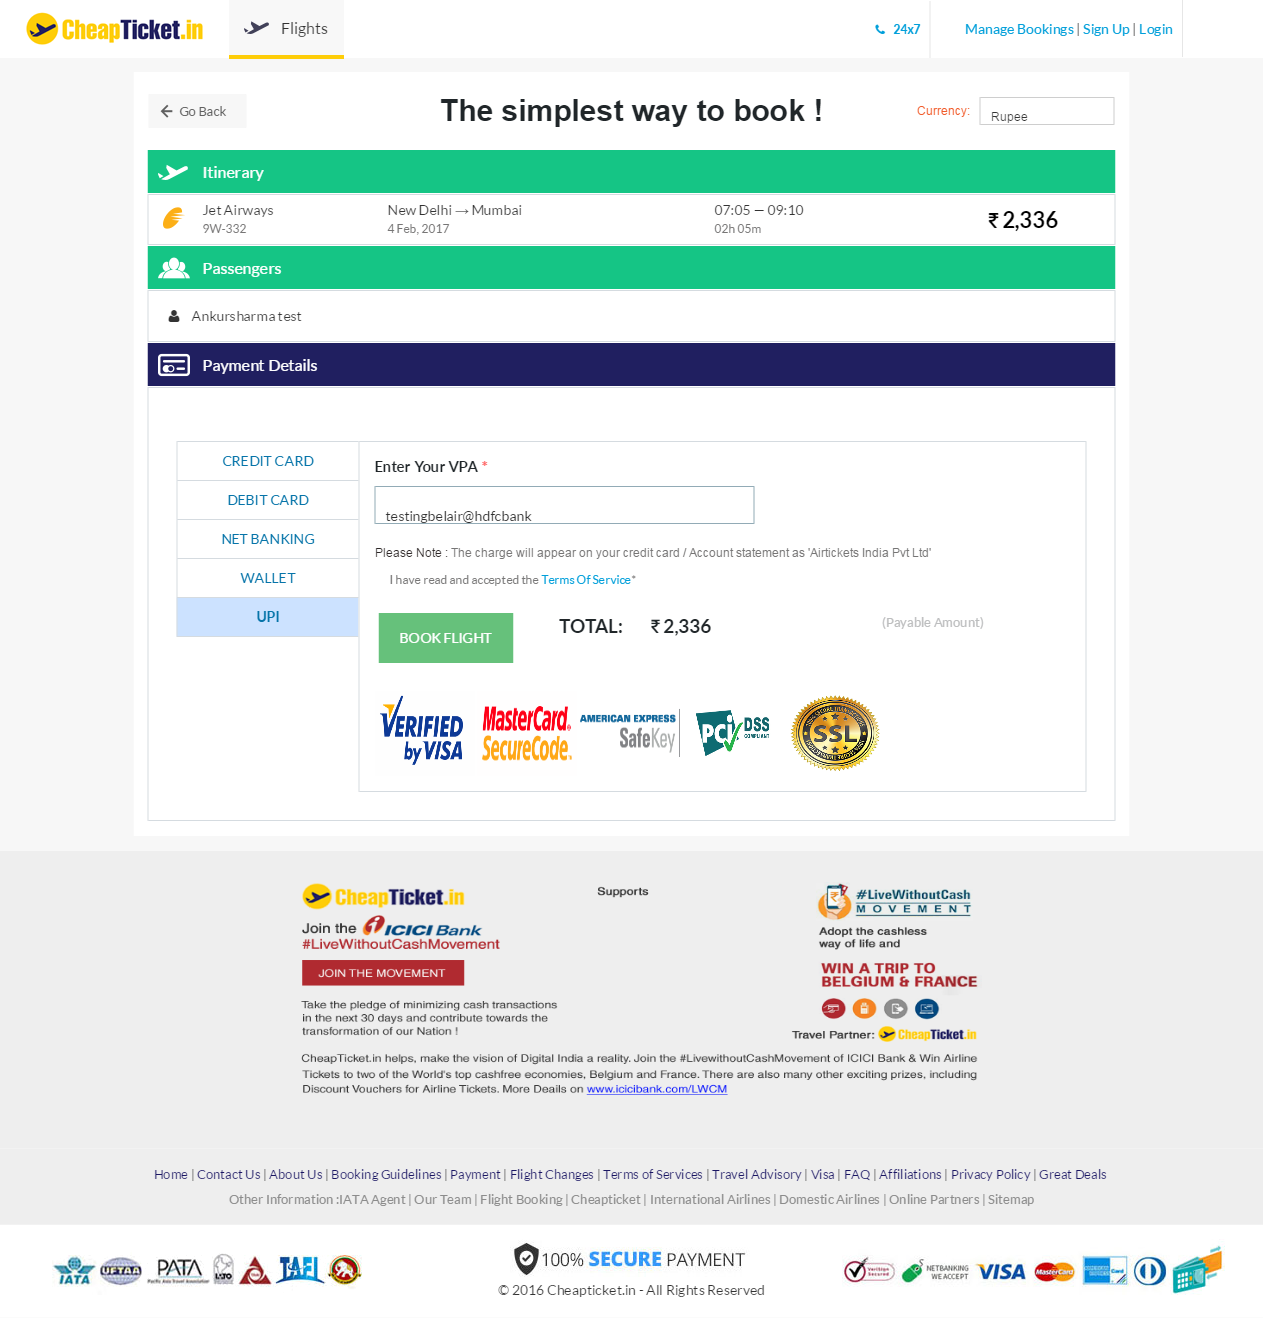 CheapTicket.in
Flights
24x7
Manage Bookings | Sign Up | Login
Go Back
The simplest way to book !
Currency:
Rupee
Itinerary
Jet Airways
New Delhi → Mumbai
07:05 — 09:10
₹ 2,336
9W-332
4 Feb, 2017
02h 05m
Passengers
Ankursharma test
Payment Details
CREDIT CARD
DEBIT CARD
NET BANKING
WALLET
UPI
Enter Your VPA *
testingbelair@hdfcbank
Please Note : The charge will appear on your credit card / Account statement as 'Airtickets India Pvt Ltd'
I have read and accepted the Terms Of Service*
BOOK FLIGHT
TOTAL:
₹ 2,336
(Payable Amount)
VERIFIED
by VISA
MasterCard.
SecureCode.
AMERICAN EXPRESS
SafeKey
PCI DSS
COMPLIANT
SSL
CheapTicket.in
Join the ICICI Bank
#LiveWithoutCashMovement
JOIN THE MOVEMENT
Take the pledge of minimizing cash transactions
in the next 30 days and contribute towards the
transformation of our Nation !
Supports
#LiveWithoutCash
MOVEMENT
Adopt the cashless
way of life and
WIN A TRIP TO
BELGIUM & FRANCE
Travel Partner: CheapTicket.in
CheapTicket.in helps, make the vision of Digital India a reality. Join the #LivewithoutCashMovement of ICICI Bank & Win Airline
Tickets to two of the World's top cashfree economies, Belgium and France. There are also many other exciting prizes, including
Discount Vouchers for Airline Tickets. More Deails on www.icicibank.com/LWCM
Home | Contact Us | About Us | Booking Guidelines | Payment | Flight Changes | Terms of Services | Travel Advisory | Visa | FAQ | Affiliations | Privacy Policy | Great Deals
Other Information :IATA Agent | Our Team | Flight Booking | Cheapticket | International Airlines | Domestic Airlines | Online Partners | Sitemap
IATA
UFTAA
PATA
Pacific Asia Travel Association
LTO
TAFI
100% SECURE PAYMENT
© 2016 Cheapticket.in - All Rights Reserved
VeriSign
Secured
NETBANKING
WE ACCEPT
VISA
MasterCard